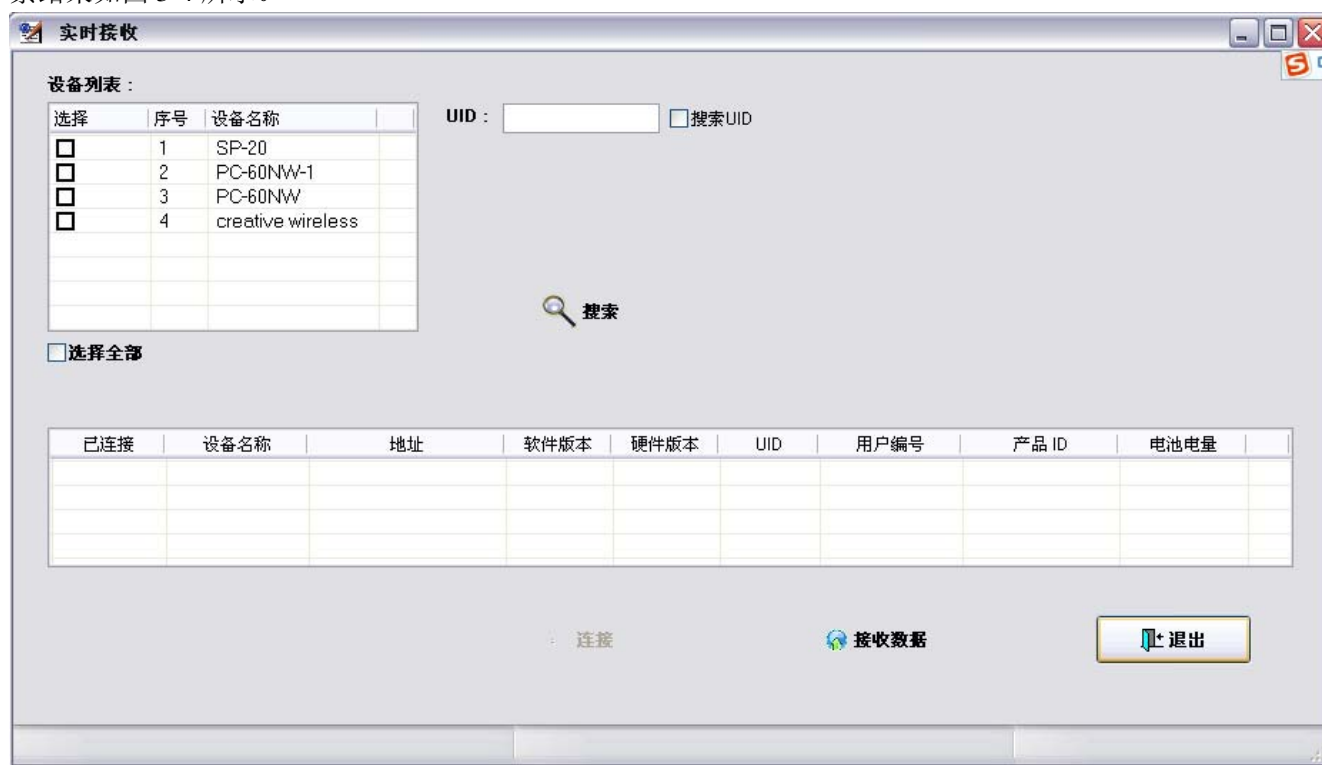 实时接收
设备列表：
选择 序号 设备名称
UID： 搜索UID
1 SP-20
2 PC-60NW-1
3 PC-60NW
4 creative wireless
搜索
选择全部
已连接 设备名称 地址 软件版本 硬件版本 UID 用户编号 产品 ID 电池电量
连接 接收数据 退出